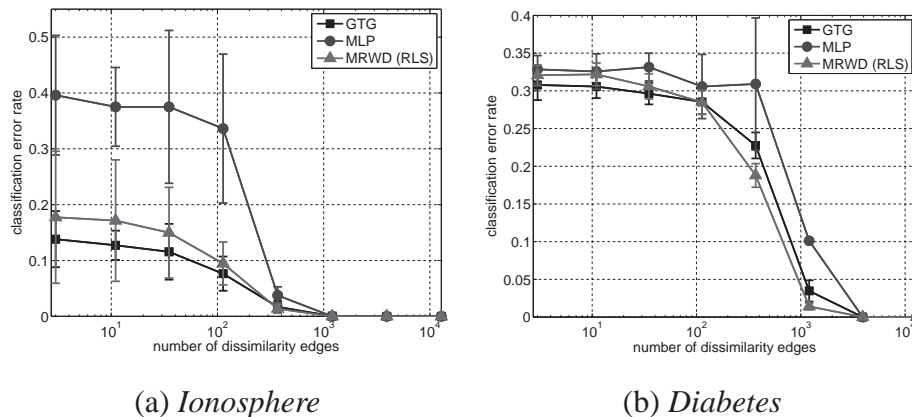 GTG
MLP
MRWD (RLS)
classification error rate
0.5
0.4
0.3
0.2
0.1
0
10^1
10^2
10^3
10^4
number of dissimilarity edges
(a) Ionosphere
GTG
MLP
MRWD (RLS)
classification error rate
0.4
0.35
0.3
0.25
0.2
0.15
0.1
0.05
0
10^1
10^2
10^3
10
number of dissimilarity edges
(b) Diabetes